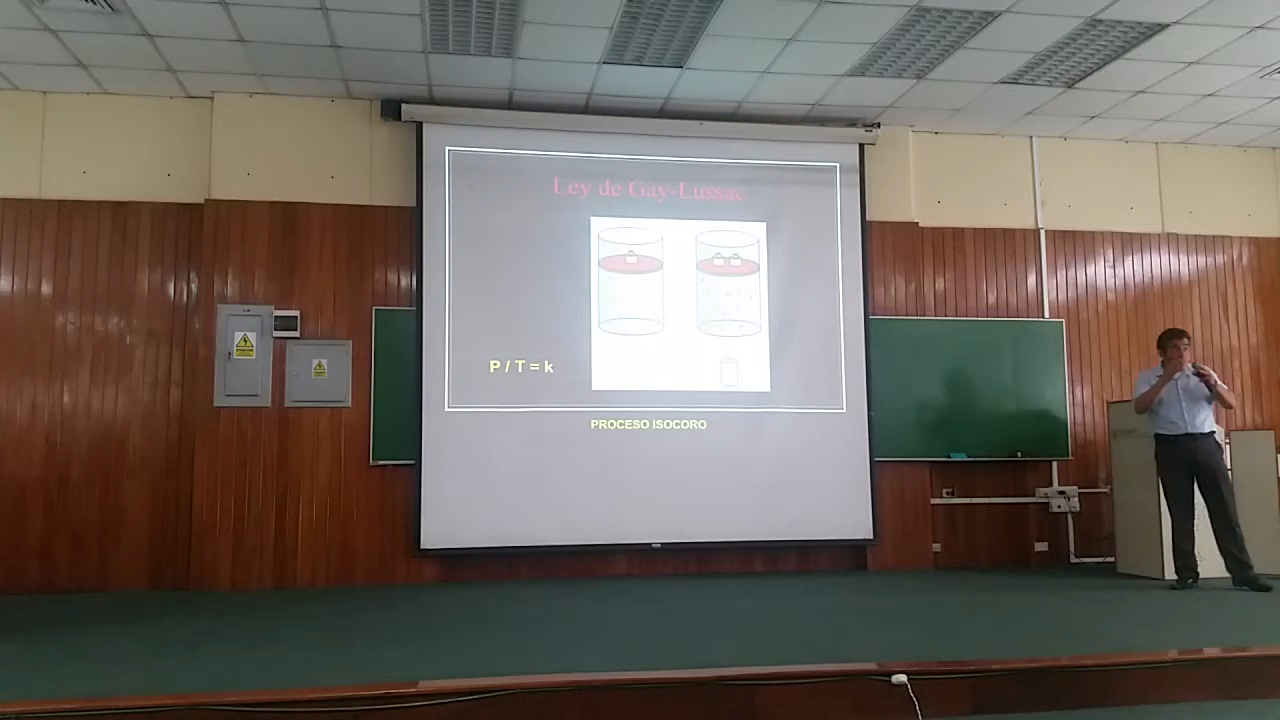 Ley de Gay-Lussac
P / T = k
PROCESO ISOCORO